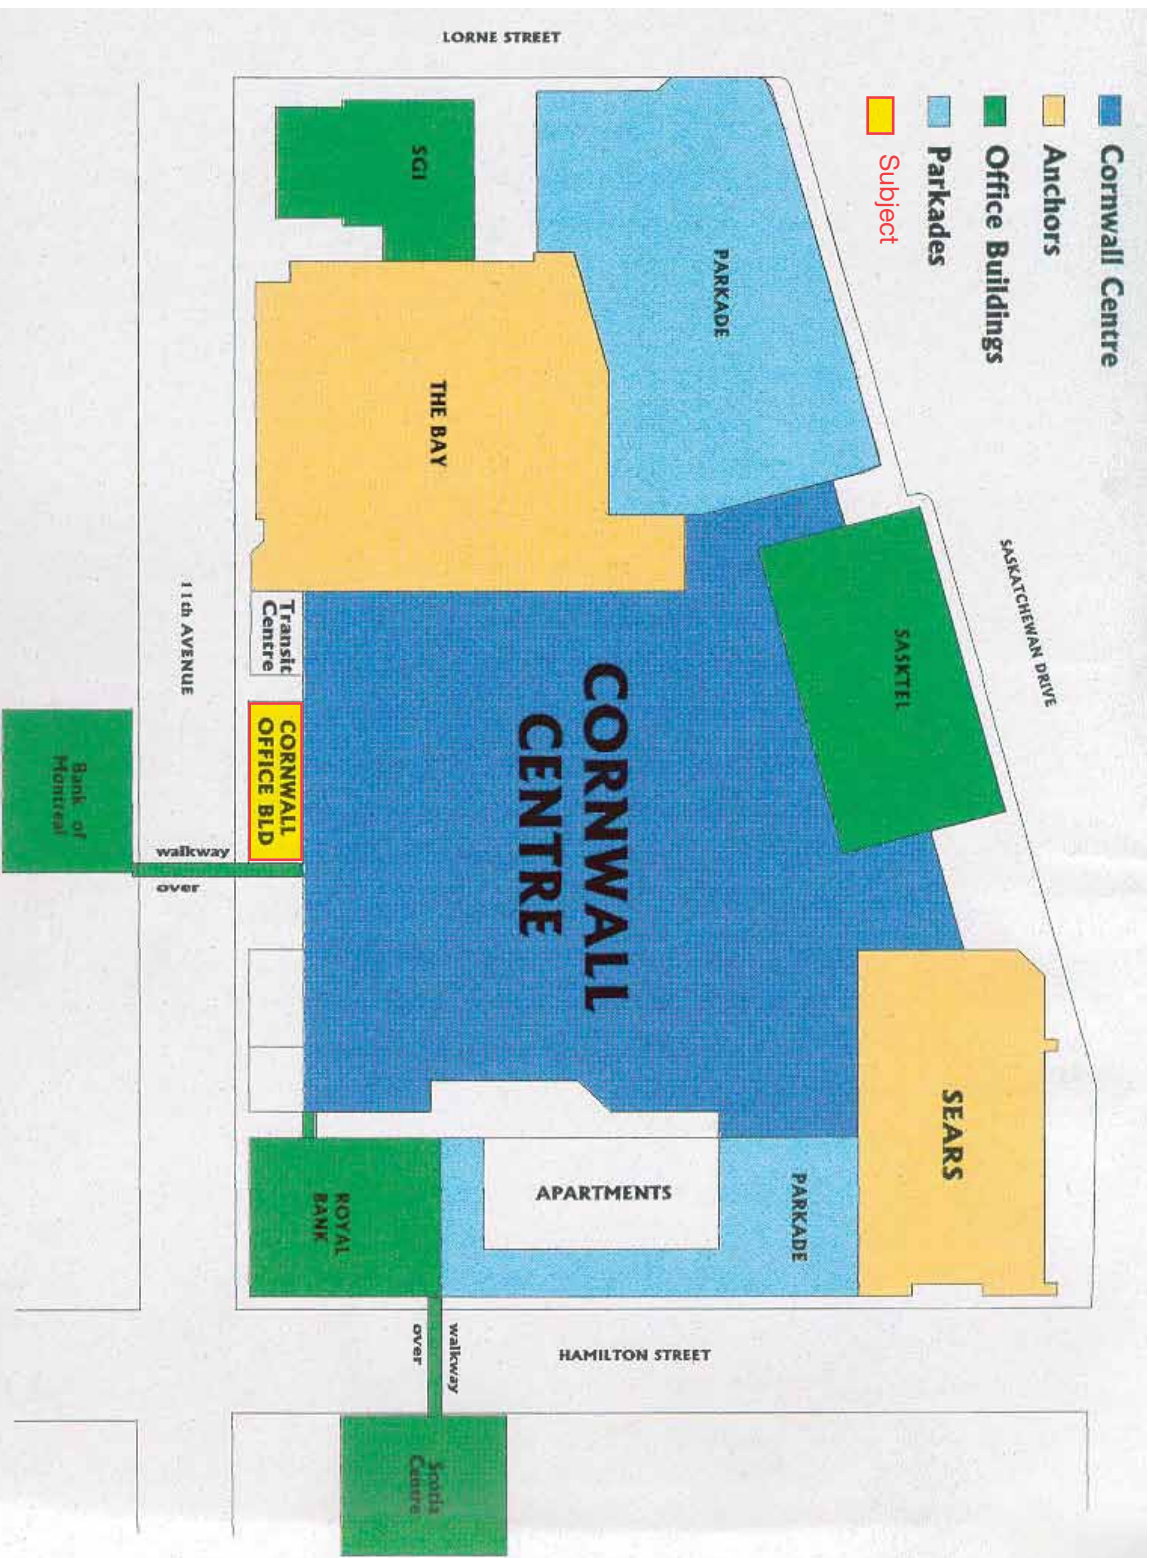 Cornwall Centre
Anchors
Office Buildings
Parkades
Subject
LORNE STREET
SASKATCHEWAN DRIVE
PARKADE
SGI
THE BAY
SASKTEL
CORNWALL
CENTRE
Transit
Centre
CORNWALL
OFFICE BLD
11th AVENUE
Bank of
Montreal
walkway
over
SEARS
PARKADE
APARTMENTS
ROYAL
BANK
HAMILTON STREET
walkway
over
Scotia
Centre